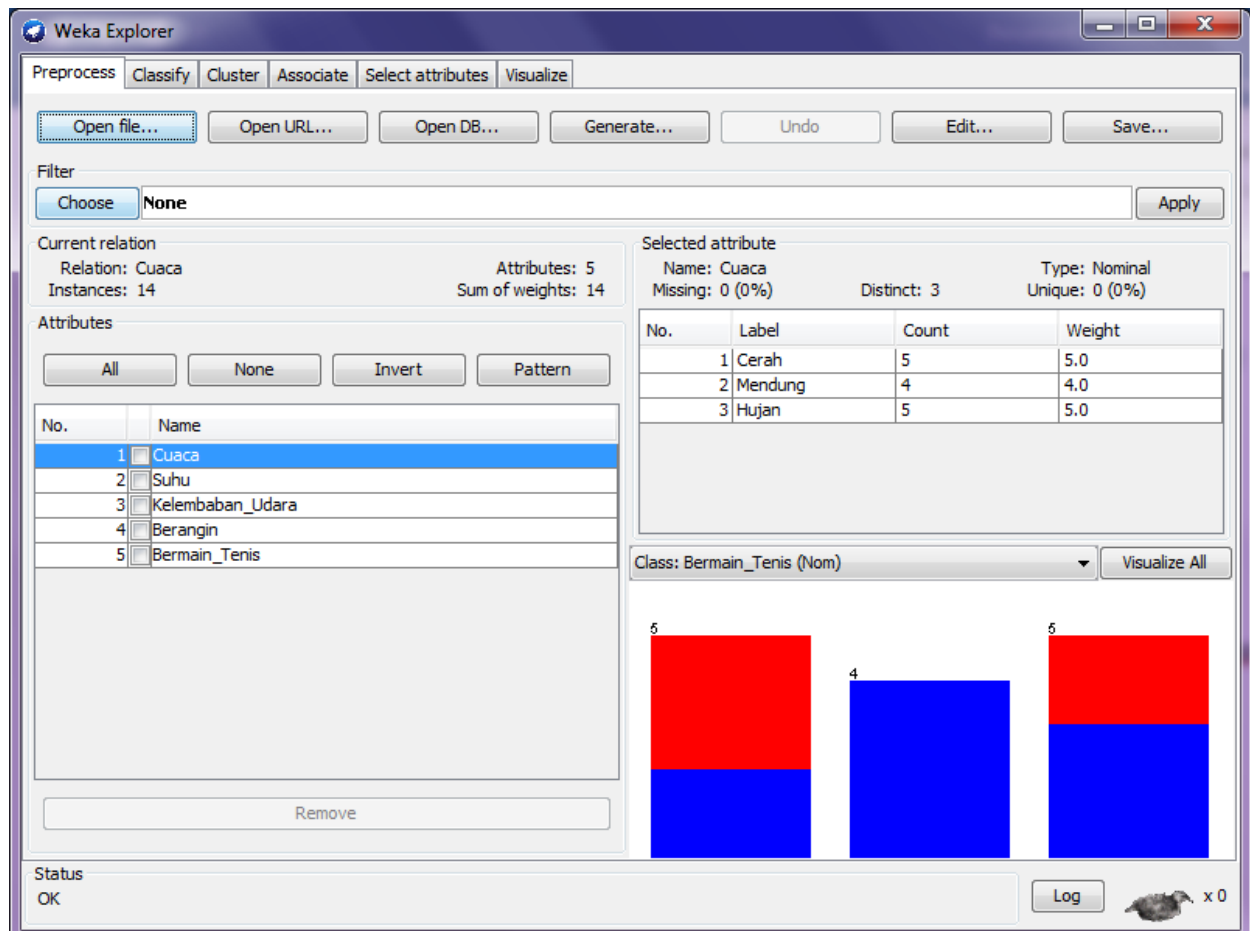 Weka Explorer
Preprocess Classify Cluster Associate Select attributes Visualize
Open file... Open URL... Open DB... Generate... Undo Edit... Save...
Filter
Choose None Apply
Current relation
Relation: Cuaca Attributes: 5
Instances: 14 Sum of weights: 14
Attributes
All None Invert Pattern
No. Name
1 Cuaca
2 Suhu
3 Kelembaban_Udara
4 Berangin
5 Bermain_Tenis
Remove
Selected attribute
Name: Cuaca Type: Nominal
Missing: 0 (0%) Distinct: 3 Unique: 0 (0%)
No. Label Count Weight
1 Cerah 5 5.0
2 Mendung 4 4.0
3 Hujan 5 5.0
Class: Bermain_Tenis (Nom) Visualize All
5 4 5
Status
OK
Log x 0